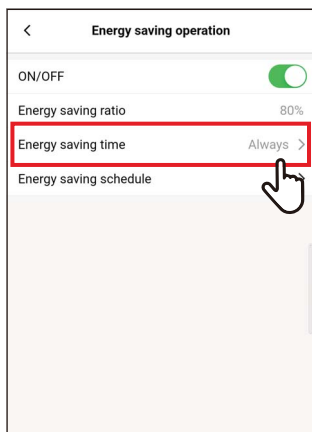 Energy saving operation
ON/OFF
Energy saving ratio 80%
Energy saving time Always
Energy saving schedule